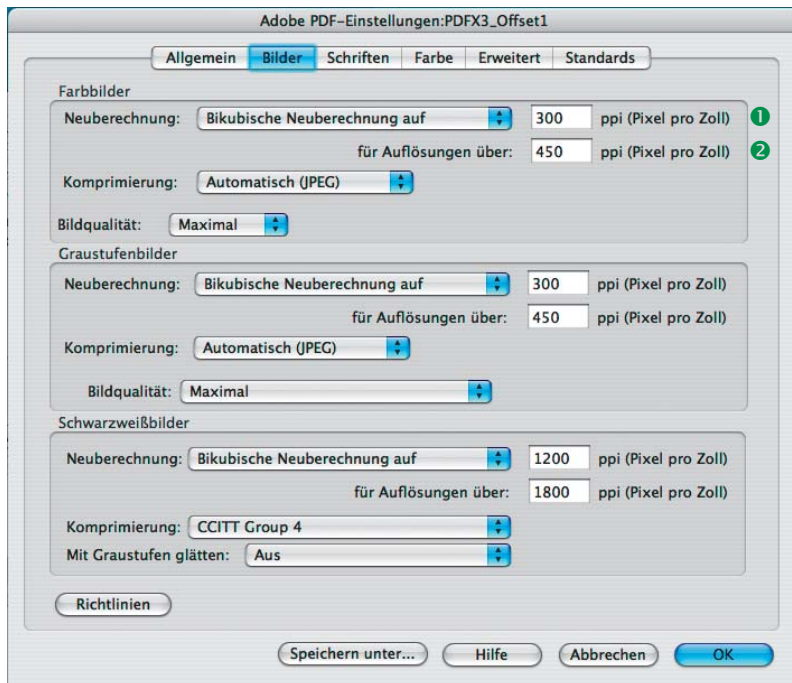 Adobe PDF-Einstellungen:PDFX3_Offset1
Allgemein Bilder Schriften Farbe Erweitert Standards
Farbbilder
Neuberechnung: Bikubische Neuberechnung auf 300 ppi (Pixel pro Zoll) ❶
für Auflösungen über: 450 ppi (Pixel pro Zoll) ❷
Komprimierung: Automatisch (JPEG)
Bildqualität: Maximal
Graustufenbilder
Neuberechnung: Bikubische Neuberechnung auf 300 ppi (Pixel pro Zoll)
für Auflösungen über: 450 ppi (Pixel pro Zoll)
Komprimierung: Automatisch (JPEG)
Bildqualität: Maximal
Schwarzweißbilder
Neuberechnung: Bikubische Neuberechnung auf 1200 ppi (Pixel pro Zoll)
für Auflösungen über: 1800 ppi (Pixel pro Zoll)
Komprimierung: CCITT Group 4
Mit Graustufen glätten: Aus
Richtlinien
Speichern unter... Hilfe Abbrechen OK